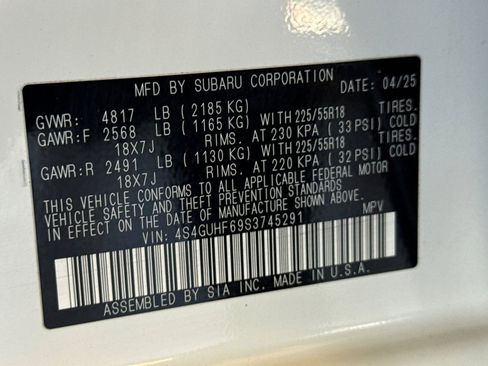 MFD BY SUBARU CORPORATION DATE: 04/25
GVWR: 4817 LB ( 2185 KG)
GAWR:F 2568 LB ( 1165 KG) WITH 225/55R18 TIRES.
18X7J RIMS. AT 230 KPA ( 33 PSI) COLD
GAWR:R 2491 LB ( 1130 KG) WITH 225/55R18 TIRES.
18X7J RIMS. AT 220 KPA ( 32 PSI) COLD
THIS VEHICLE CONFORMS TO ALL APPLICABLE FEDERAL MOTOR
VEHICLE SAFETY AND THEFT PREVENTION STANDARDS
IN EFFECT ON THE DATE OF MANUFACTURE SHOWN ABOVE.
VIN: 4S4GUHF69S3745291 MPV
ASSEMBLED BY SIA INC. MADE IN U.S.A.